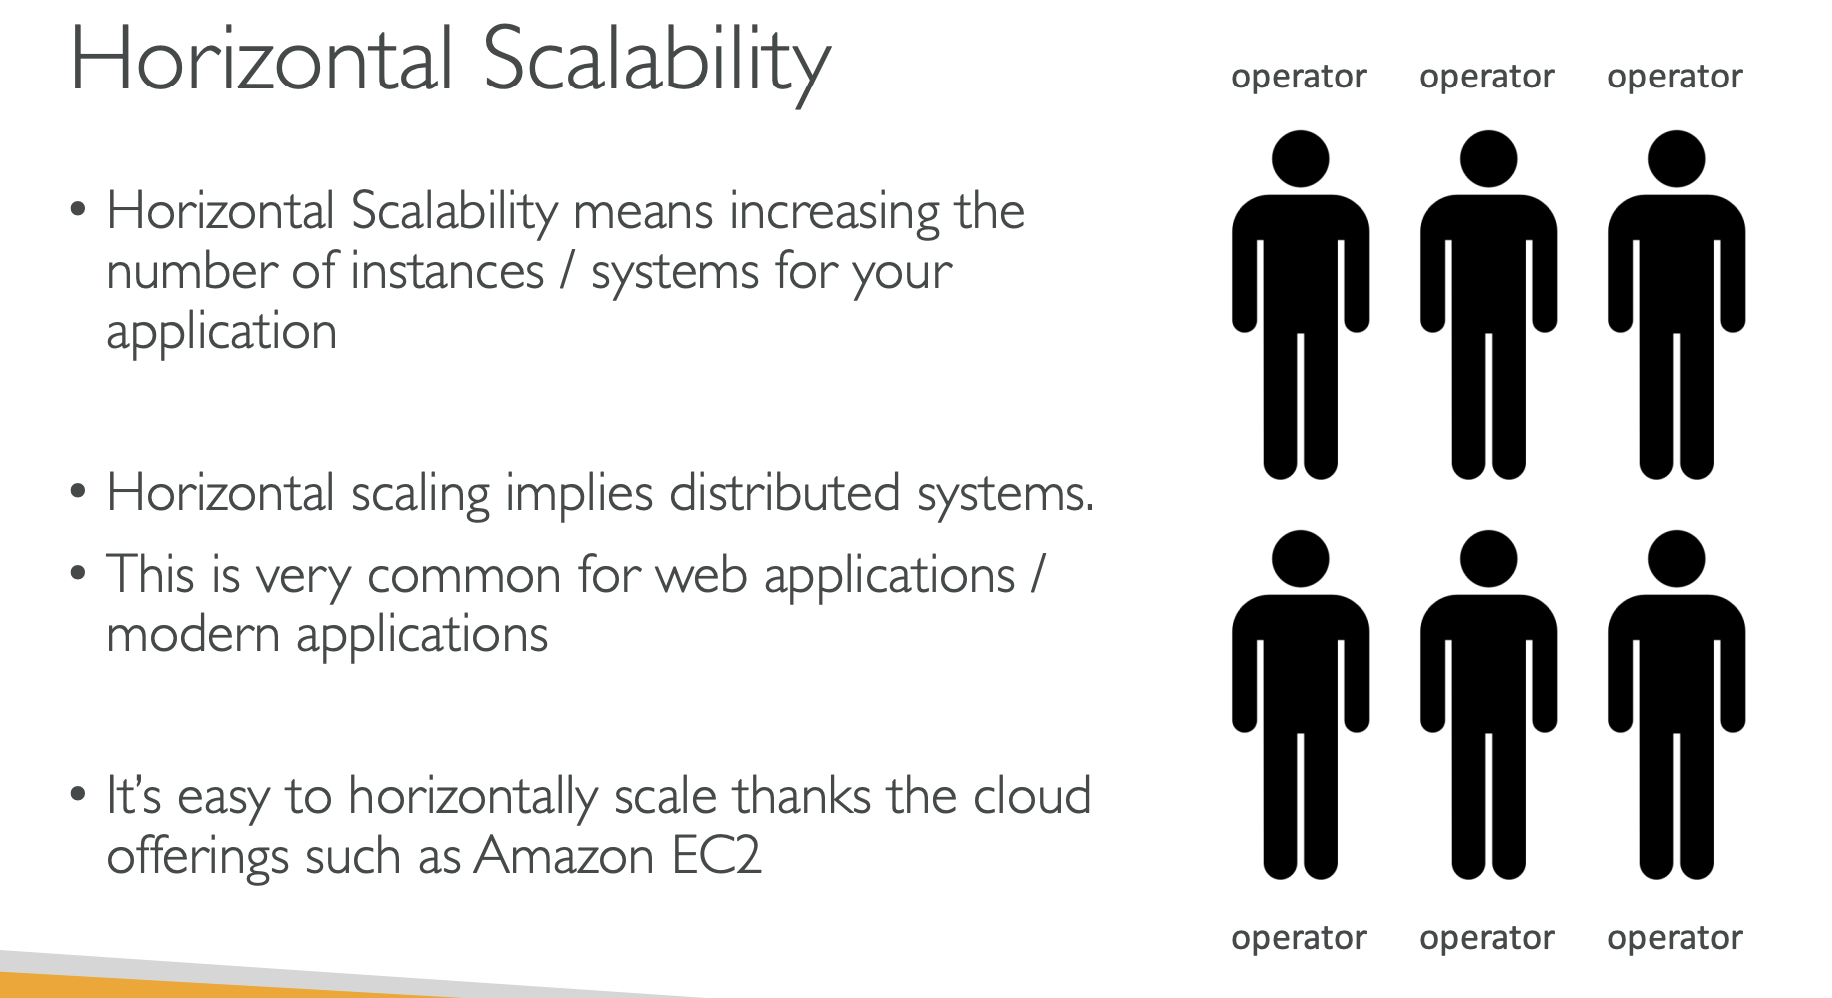 Horizontal Scalability
• Horizontal Scalability means increasing the
number of instances / systems for your
application
• Horizontal scaling implies distributed systems.
• This is very common for web applications /
modern applications
• It’s easy to horizontally scale thanks the cloud
offerings such as Amazon EC2
operator operator operator
operator operator operator